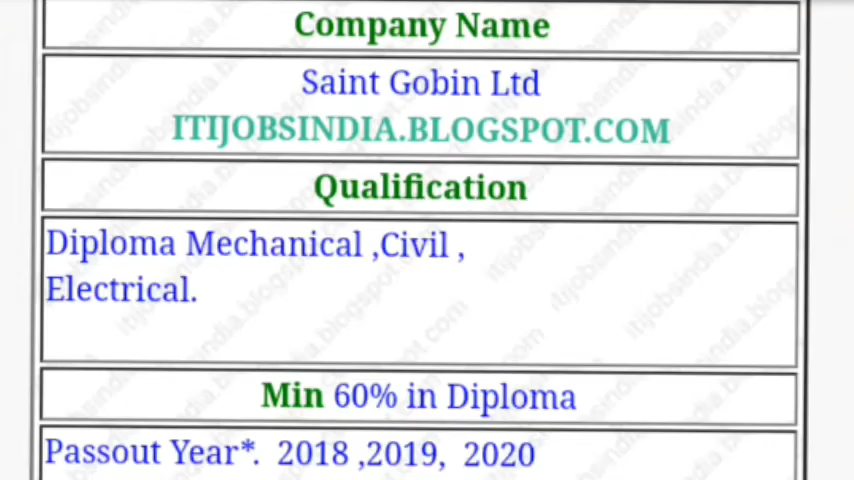 Company Name
Saint Gobin Ltd
ITIJOBSINDIA.BLOGSPOT.COM
Qualification
Diploma Mechanical ,Civil ,
Electrical.
Min 60% in Diploma
Passout Year*. 2018 ,2019, 2020